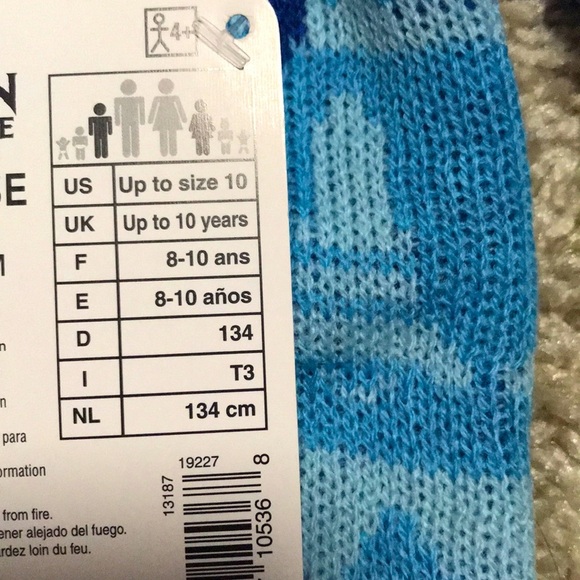 4+
N
E
SE
US Up to size 10
UK Up to 10 years
F 8-10 ans
E 8-10 años
D 134
I T3
NL 134 cm
n
n
para
ormation
from fire.
ener alejado del fuego.
rdez loin du feu.
13187
19227
10536
8